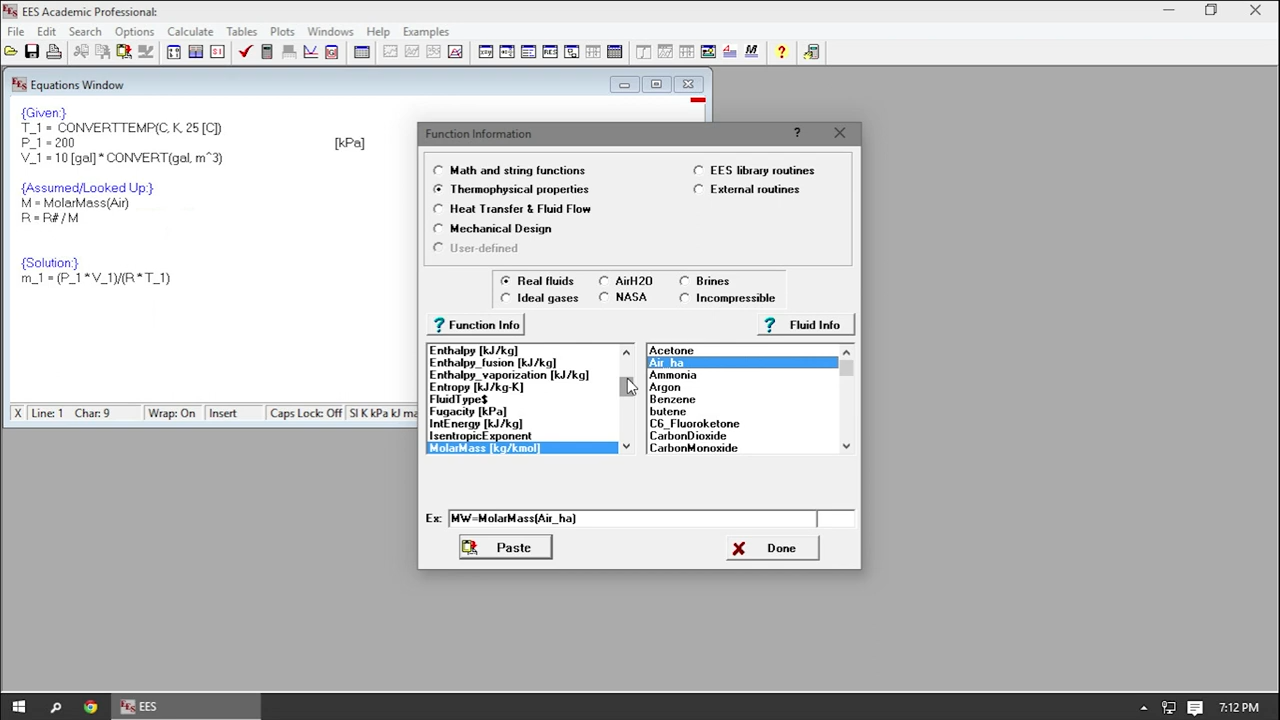 EES Academic Professional:
File Edit Search Options Calculate Tables Plots Windows Help Examples
Equations Window
{Given:}
T_1 = CONVERTTEMP(C, K, 25 [C])
P_1 = 200 [kPa]
V_1 = 10 [gal] * CONVERT(gal, m^3)
{Assumed/Looked Up:}
M = MolarMass(Air)
R = R# / M
{Solution:}
m_1 = (P_1 * V_1)/(R * T_1)
X Line: 1 Char: 9 Wrap: On Insert Caps Lock: Off SI K kPa kJ ma
Function Information
Math and string functions
EES library routines
Thermophysical properties
External routines
Heat Transfer & Fluid Flow
Mechanical Design
User-defined
Real fluids AirH2O Brines
Ideal gases NASA Incompressible
? Function Info
? Fluid Info
Enthalpy [kJ/kg]
Enthalpy_fusion [kJ/kg]
Enthalpy_vaporization [kJ/kg]
Entropy [kJ/kg-K]
FluidType$
Fugacity [kPa]
IntEnergy [kJ/kg]
IsentropicExponent
MolarMass [kg/kmol]
Acetone
Air_ha
Ammonia
Argon
Benzene
butene
C6_Fluoroketone
CarbonDioxide
CarbonMonoxide
Ex: MW=MolarMass(Air_ha)
Paste
Done
EES
7:12 PM